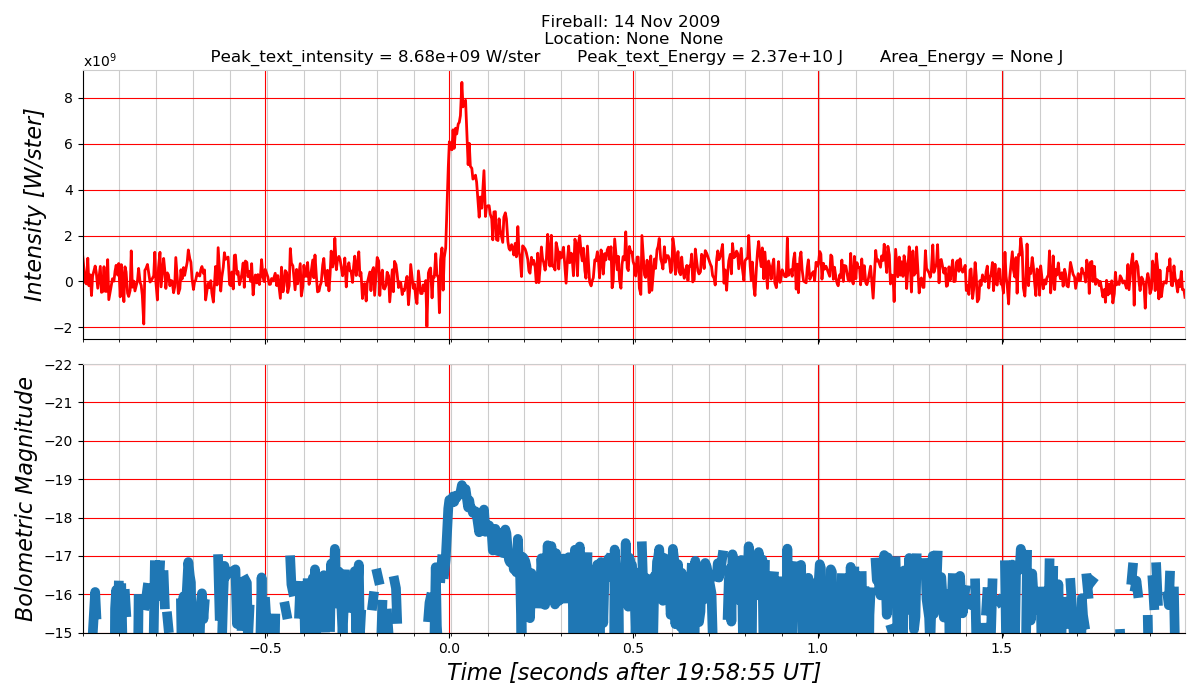 Fireball: 14 Nov 2009
Location: None  None
Peak_text_intensity = 8.68e+09 W/ster       Peak_text_Energy = 2.37e+10 J       Area_Energy = None J
x10⁹
Intensity [W/ster]
8
6
4
2
0
−2
Bolometric Magnitude
−22
−21
−20
−19
−18
−17
−16
−15
−0.5 0.0 0.5 1.0 1.5
Time [seconds after 19:58:55 UT]